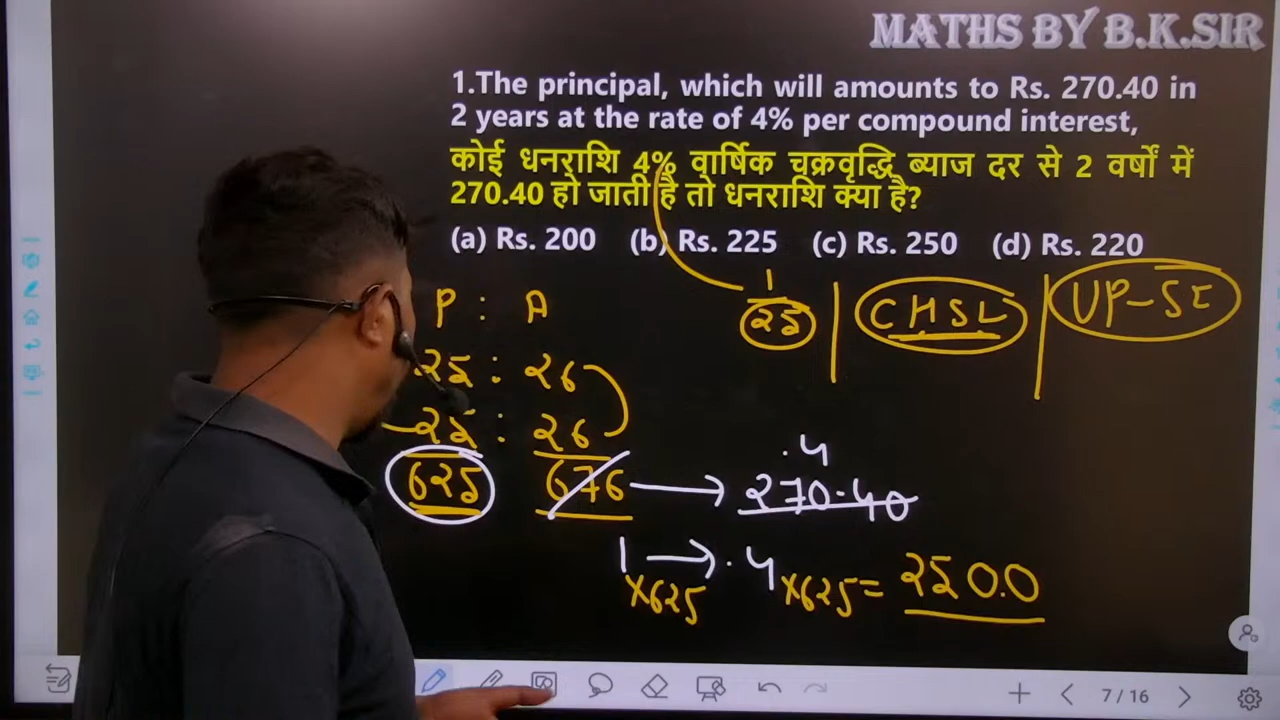 MATHS BY B.K.SIR
1.The principal, which will amounts to Rs. 270.40 in
2 years at the rate of 4% per compound interest,
कोई धनराशि 4% वार्षिक चक्रवृद्धि ब्याज दर से 2 वर्षों में
270.40 हो जाती है तो धनराशि क्या है?
(a) Rs. 200 (b) Rs. 225 (c) Rs. 250 (d) Rs. 220
1
25
CHSL
UP-SI
P : A
25 : 26
25 : 26
625 676 → 270.40
.4
1 → .4
×625 ×625 = 250.0
7 / 16